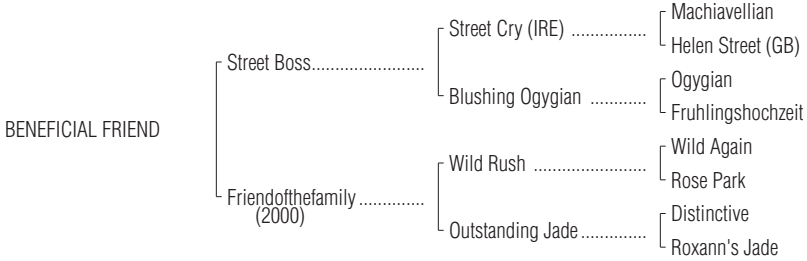 Machiavellian
Street Cry (IRE) ................
Helen Street (GB)
Street Boss........................
Ogygian
Blushing Ogygian ............
Fruhlingshochzeit
BENEFICIAL FRIEND
Wild Again
Wild Rush ........................
Rose Park
Friendofthefamily ..............
(2000)
Distinctive
Outstanding Jade ..............
Roxann's Jade